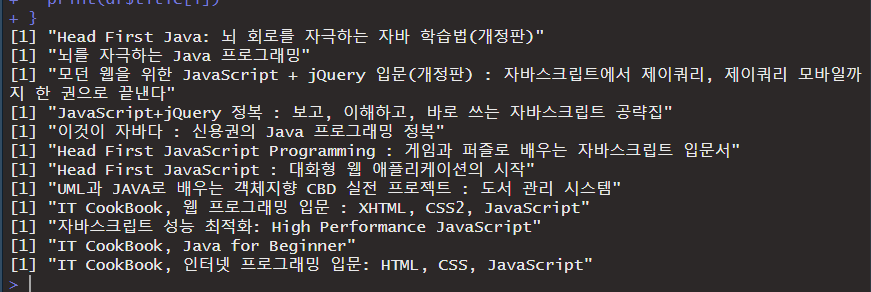 +   print(df$title[i])
+ }
[1] "Head First Java: 뇌 회로를 자극하는 자바 학습법(개정판)"
[1] "뇌를 자극하는 Java 프로그래밍"
[1] "모던 웹을 위한 JavaScript + jQuery 입문(개정판) : 자바스크립트에서 제이쿼리, 제이쿼리 모바일까
지 한 권으로 끝낸다"
[1] "JavaScript+jQuery 정복 : 보고, 이해하고, 바로 쓰는 자바스크립트 공략집"
[1] "이것이 자바다 : 신용권의 Java 프로그래밍 정복"
[1] "Head First JavaScript Programming : 게임과 퍼즐로 배우는 자바스크립트 입문서"
[1] "Head First JavaScript : 대화형 웹 애플리케이션의 시작"
[1] "UML과 JAVA로 배우는 객체지향 CBD 실전 프로젝트 : 도서 관리 시스템"
[1] "IT CookBook, 웹 프로그래밍 입문 : XHTML, CSS2, JavaScript"
[1] "자바스크립트 성능 최적화: High Performance JavaScript"
[1] "IT CookBook, Java for Beginner"
[1] "IT CookBook, 인터넷 프로그래밍 입문: HTML, CSS, JavaScript"
>